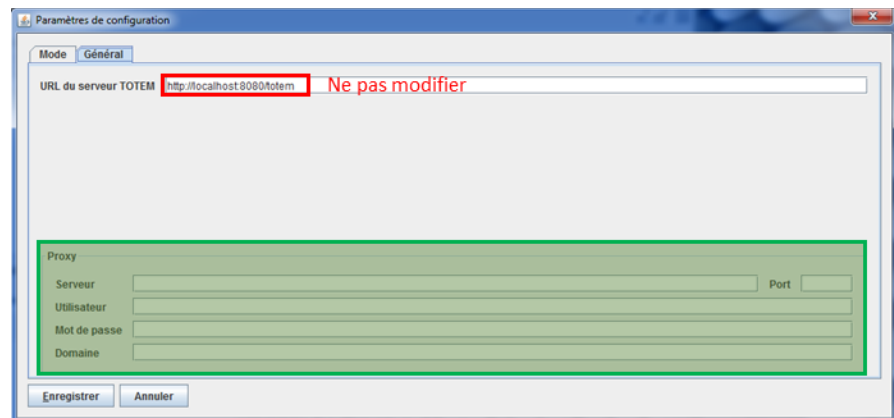 Paramètres de configuration
Mode Général
URL du serveur TOTEM http://localhost:8080/totem Ne pas modifier
Proxy
Serveur Port
Utilisateur
Mot de passe
Domaine
Enregistrer Annuler